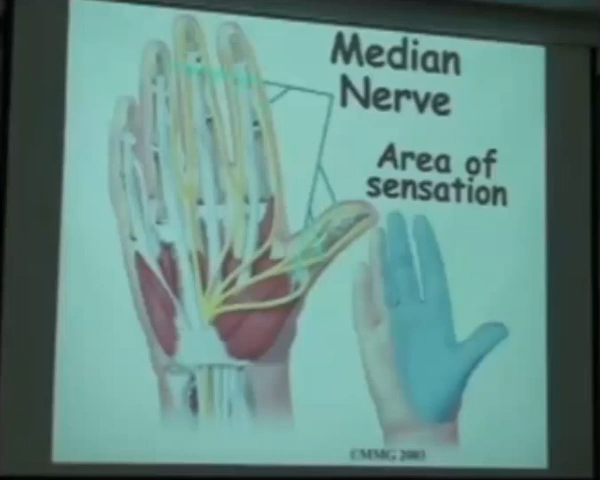 Median
Nerve
Area of
sensation
©MMG 2003